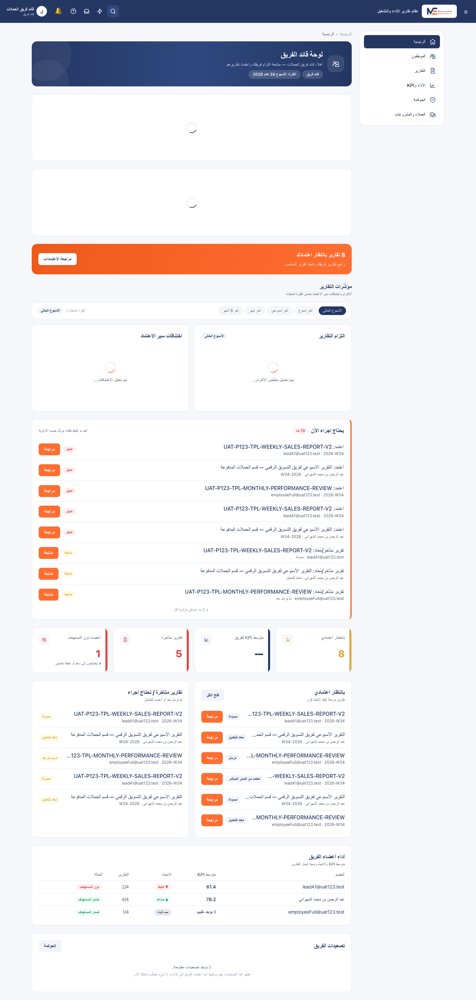 ≡
خبراء التسويق ME
نظام تقارير الأداء والتشغيل
ق
قائد فريق الحملات
قائد فريق
الرئيسية
الموظفون
التقارير
الأداء وKPI
الحوكمة
العملاء والمشروعات
الرئيسية › الرئيسية
لوحة قائد الفريق
أهلاً، قائد فريق الحملات — متابعة التزام فريقك واعتماد تقاريرهم
قائد فريق
الفترة: الأسبوع 34 لعام 2026
8 تقارير بانتظار اعتمادك
راجع تقارير فريقك واتخذ القرار المناسب.
مراجعة الاعتمادات
مؤشّرات التقارير
الالتزام واختناقات سير الاعتماد ضمن الفترة المحدّدة
الأسبوع الحالي
آخر أسبوع
آخر أسبوعين
آخر شهر
آخر 3 أشهر
الفترة المختارة: الأسبوع الحالي
التزام التقارير
الأسبوع الحالي
يتم تحميل ملخّص الالتزام...
اختناقات سير الاعتماد
يتم تحليل الاختناقات...
يحتاج إجراء الآن 10 بند
أهم ما عليك فعله، مرتّبًا حسب الأولوية
اعتمِد: UAT-P123-TPL-WEEKLY-SALES-REPORT-V2
leadA1@uat123.test · 2026-W34
عاجل
مراجعة
اعتمِد: التقرير الأسبوعي لفريق التسويق الرقمي — قسم الحملات المدفوعة
عبد الرحمن بن محمد الشهراني · 2026-W34
عاجل
مراجعة
اعتمِد: UAT-P123-TPL-MONTHLY-PERFORMANCE-REVIEW
employeeFull@uat123.test · 2026-W34
عاجل
مراجعة
اعتمِد: UAT-P123-TPL-WEEKLY-SALES-REPORT-V2
leadA1@uat123.test · 2026-W34
عاجل
مراجعة
اعتمِد: التقرير الأسبوعي لفريق التسويق الرقمي — قسم الحملات المدفوعة
عبد الرحمن بن محمد الشهراني · 2026-W34
عاجل
مراجعة
تقرير متأخر/مُعاد: UAT-P123-TPL-WEEKLY-SALES-REPORT-V2
leadA1@uat123.test · مسودّة
متابعة
متابعة
تقرير متأخر/مُعاد: التقرير الأسبوعي لفريق التسويق الرقمي — قسم الحملات المدفوعة
عبد الرحمن بن محمد الشهراني · مُعاد للتعديل
متابعة
متابعة
تقرير متأخر/مُعاد: UAT-P123-TPL-MONTHLY-PERFORMANCE-REVIEW
employeeFull@uat123.test · لم يُرسل بعد
متابعة
متابعة
+ 2 بند إضافي بأولوية أقل
بانتظار اعتمادي
8
متوسط KPI للفريق
—
تقارير متأخرة
5
أعضاء دون المستهدف
1
قد يحتاجون إلى دعم أو خطة تحسين
بانتظار اعتمادي
تقارير مرسلة إليك لاتخاذ قرار
فتح الكل
...123-TPL-WEEKLY-SALES-REPORT-V2
leadA1@uat123.test · 2026-W34
مسودة
مراجعة
التقرير الأسبوعي لفريق التسويق الرقمي — قسم الحم...
عبد الرحمن بن محمد الشهراني · 2026-W34
مُعاد للتعديل
مراجعة
...L-MONTHLY-PERFORMANCE-REVIEW
employeeFull@uat123.test · 2026-W34
مُرسل
مراجعة
...-WEEKLY-SALES-REPORT-V2
leadA1@uat123.test · 2026-W34
معتمد من المدير المباشر
مراجعة
التقرير الأسبوعي لفريق التسويق الرقمي — قسم الحملات...
عبد الرحمن بن محمد الشهراني · 2026-W34
مسودة
مراجعة
...MONTHLY-PERFORMANCE-REVIEW
employeeFull@uat123.test · 2026-W34
مُعاد للتعديل
مراجعة
تقارير متأخرة / تحتاج إجراء
لم تُرسل بعد أو أُعيدت للتعديل
UAT-P123-TPL-WEEKLY-SALES-REPORT-V2
leadA1@uat123.test · 2026-W34
مسودّة
التقرير الأسبوعي لفريق التسويق الرقمي — قسم الحملات المدفوعة
عبد الرحمن بن محمد الشهراني · 2026-W34
مُعاد للتعديل
...123-TPL-MONTHLY-PERFORMANCE-REVIEW
employeeFull@uat123.test · 2026-W34
لم يُرسل بعد
UAT-P123-TPL-WEEKLY-SALES-REPORT-V2
leadA1@uat123.test · 2026-W34
مسودّة
التقرير الأسبوعي لفريق التسويق الرقمي — قسم الحملات المدفوعة
عبد الرحمن بن محمد الشهراني · 2026-W34
مُعاد للتعديل
أداء أعضاء الفريق
متوسط KPI والاتجاه ونسبة إنجاز التقارير
العضو متوسط KPI الاتجاه التقارير الحالة
leadA1@uat123.test 61.4 ▼ هابط 2/4 دون المستهدف
عبد الرحمن بن محمد الشهراني 78.2 ▲ صاعد 4/4 ضمن المستهدف
employeeFull@uat123.test لا يوجد تقييم — ثابت 1/4 ضمن المستهدف
تصعيدات الفريق
الحوكمة
لا توجد تصعيدات مفتوحة.
تظهر هنا التصعيدات حين يرفعها أحد أعضاء الفريق إلى الإدارة. لا شيء يتطلّب تدخّلك الآن.